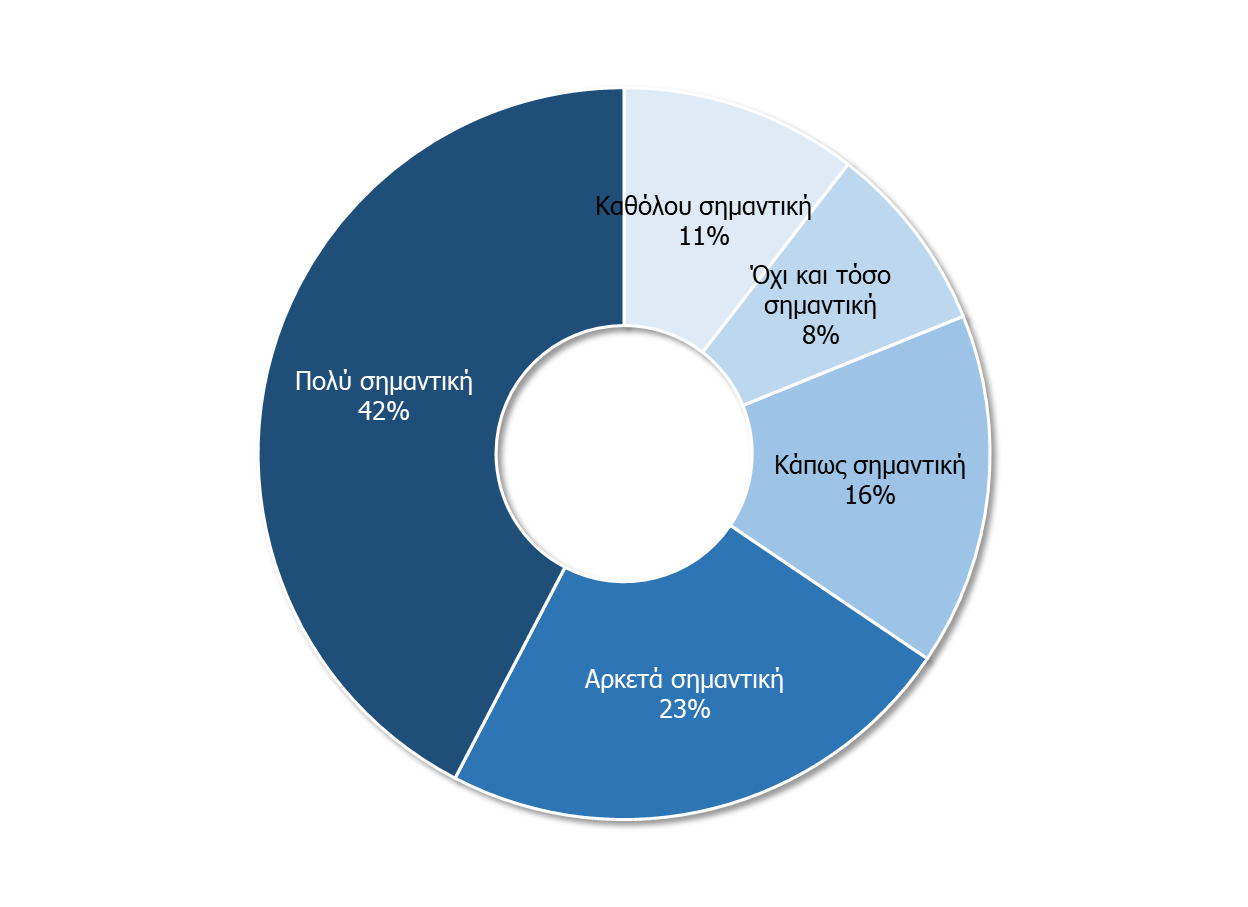 Καθόλου σημαντική
11%
Όχι και τόσο
σημαντική
8%
Κάπως σημαντική
16%
Αρκετά σημαντική
23%
Πολύ σημαντική
42%